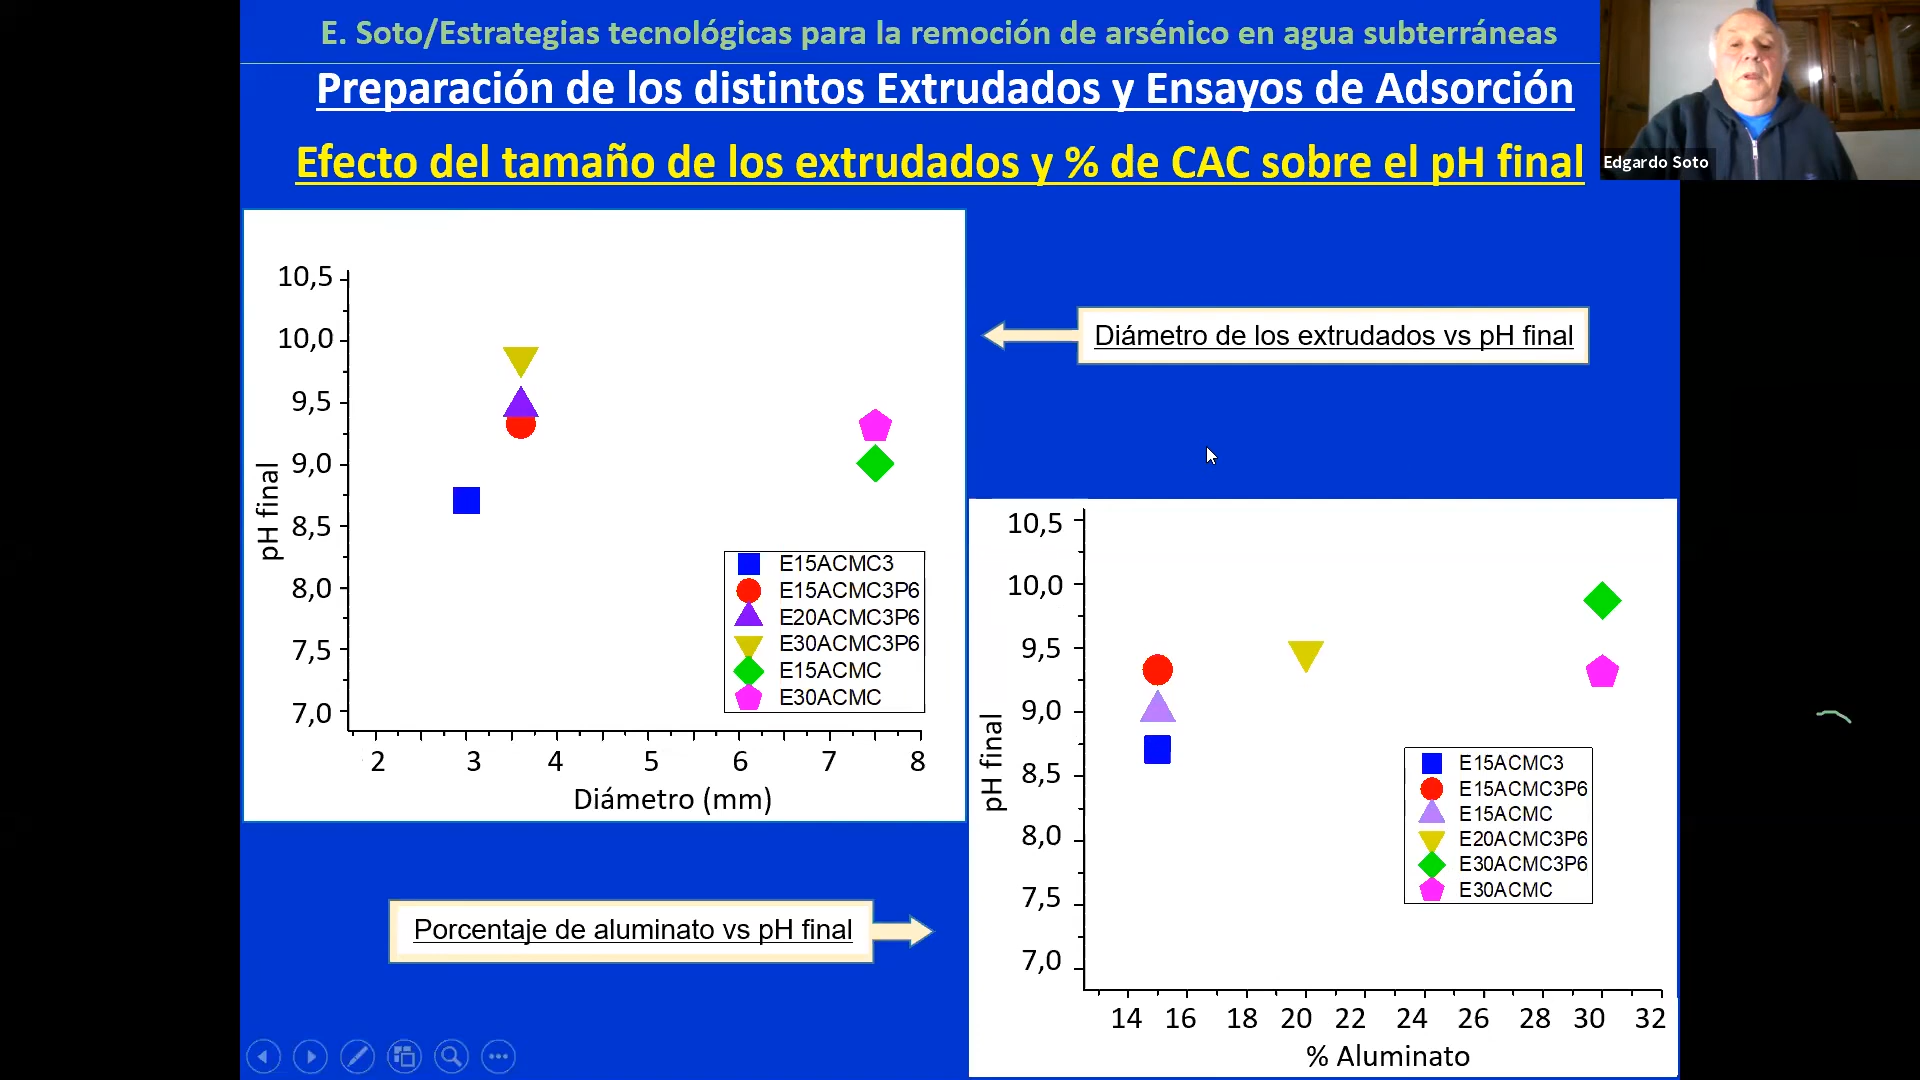 E. Soto/Estrategias tecnológicas para la remoción de arsénico en agua subterráneas
Preparación de los distintos Extrudados y Ensayos de Adsorción
Efecto del tamaño de los extrudados y % de CAC sobre el pH final
Edgardo Soto
10,5
10,0
9,5
9,0
8,5
8,0
7,5
7,0
pH final
2 3 4 5 6 7 8
Diámetro (mm)
E15ACMC3
E15ACMC3P6
E20ACMC3P6
E30ACMC3P6
E15ACMC
E30ACMC
Diámetro de los extrudados vs pH final
Porcentaje de aluminato vs pH final
10,5
10,0
9,5
9,0
8,5
8,0
7,5
7,0
pH final
14 16 18 20 22 24 26 28 30 32
% Aluminato
E15ACMC3
E15ACMC3P6
E15ACMC
E20ACMC3P6
E30ACMC3P6
E30ACMC